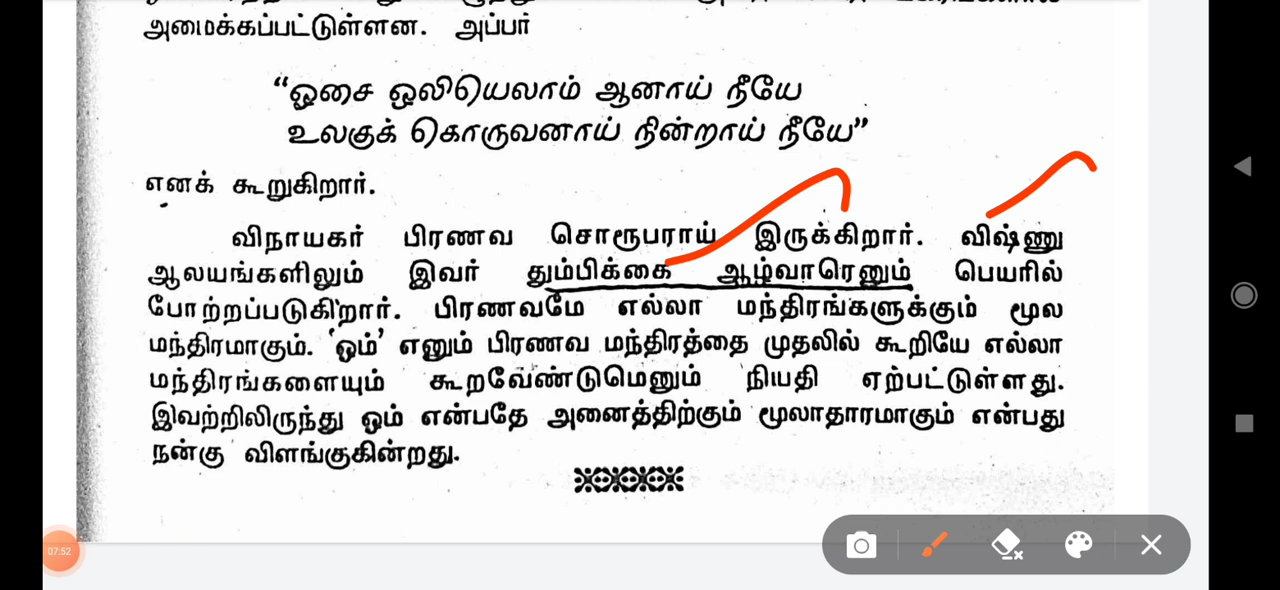 அமைக்கப்பட்டுள்ளன. அப்பர்
“ஓசை ஒலியெலாம் ஆனாய் நீயே
உலகுக் கொருவனாய் நின்றாய் நீயே”
எனக் கூறுகிறார்.
விநாயகர் பிரணவ சொரூபராய் இருக்கிறார். விஷ்ணு
ஆலயங்களிலும் இவர் தும்பிக்கை ஆழ்வாரெனும் பெயரில்
போற்றப்படுகிறார். பிரணவமே எல்லா மந்திரங்களுக்கும் மூல
மந்திரமாகும். ‘ஓம்’ எனும் பிரணவ மந்திரத்தை முதலில் கூறியே எல்லா
மந்திரங்களையும் கூறவேண்டுமெனும் நியதி ஏற்பட்டுள்ளது.
இவற்றிலிருந்து ஓம் என்பதே அனைத்திற்கும் மூலாதாரமாகும் என்பது
நன்கு விளங்குகின்றது.
07:52